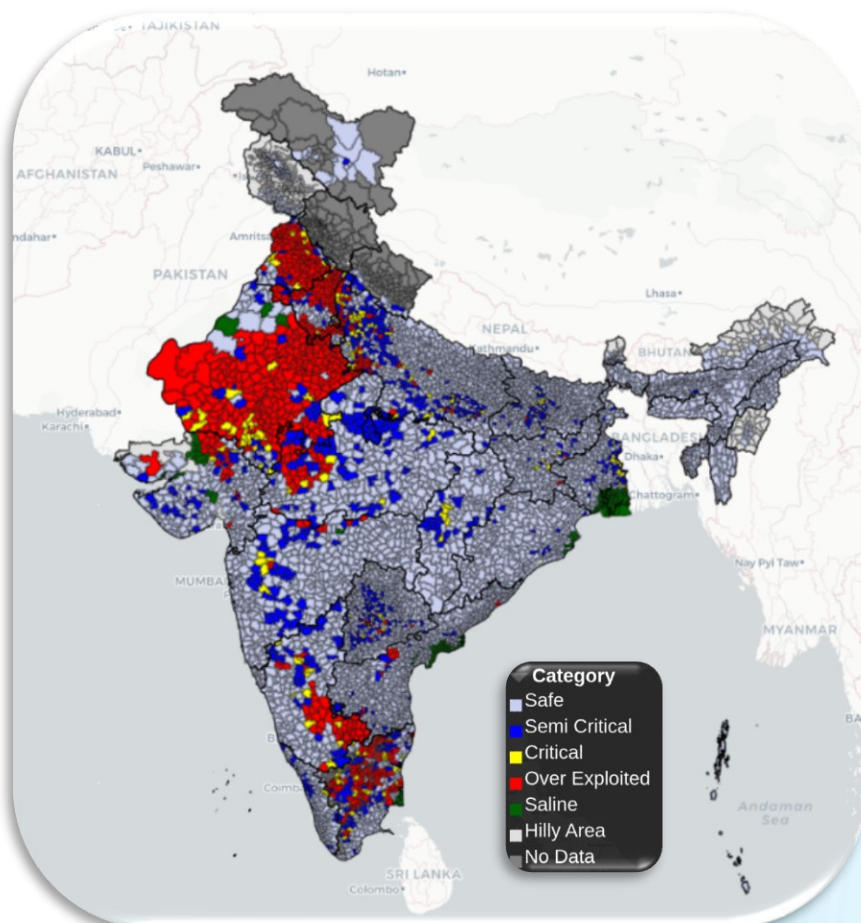 TAJIKISTAN
Hotan
KABUL
Peshawar
AFGHANISTAN
ndahar
PAKISTAN
Lhasa
NEPAL
Kathmandu
BHUTAN
Hyderabad
Karachi
BANGLADESH
Dhaka
Chattogram
Nay Pyi Taw
MUMBA
MYANMAR
Category
Safe
Semi Critical
Critical
Over Exploited
Saline
Hilly Area
No Data
BA
B
Coimba
Andaman
Sea
SRI LANKA
Colombo